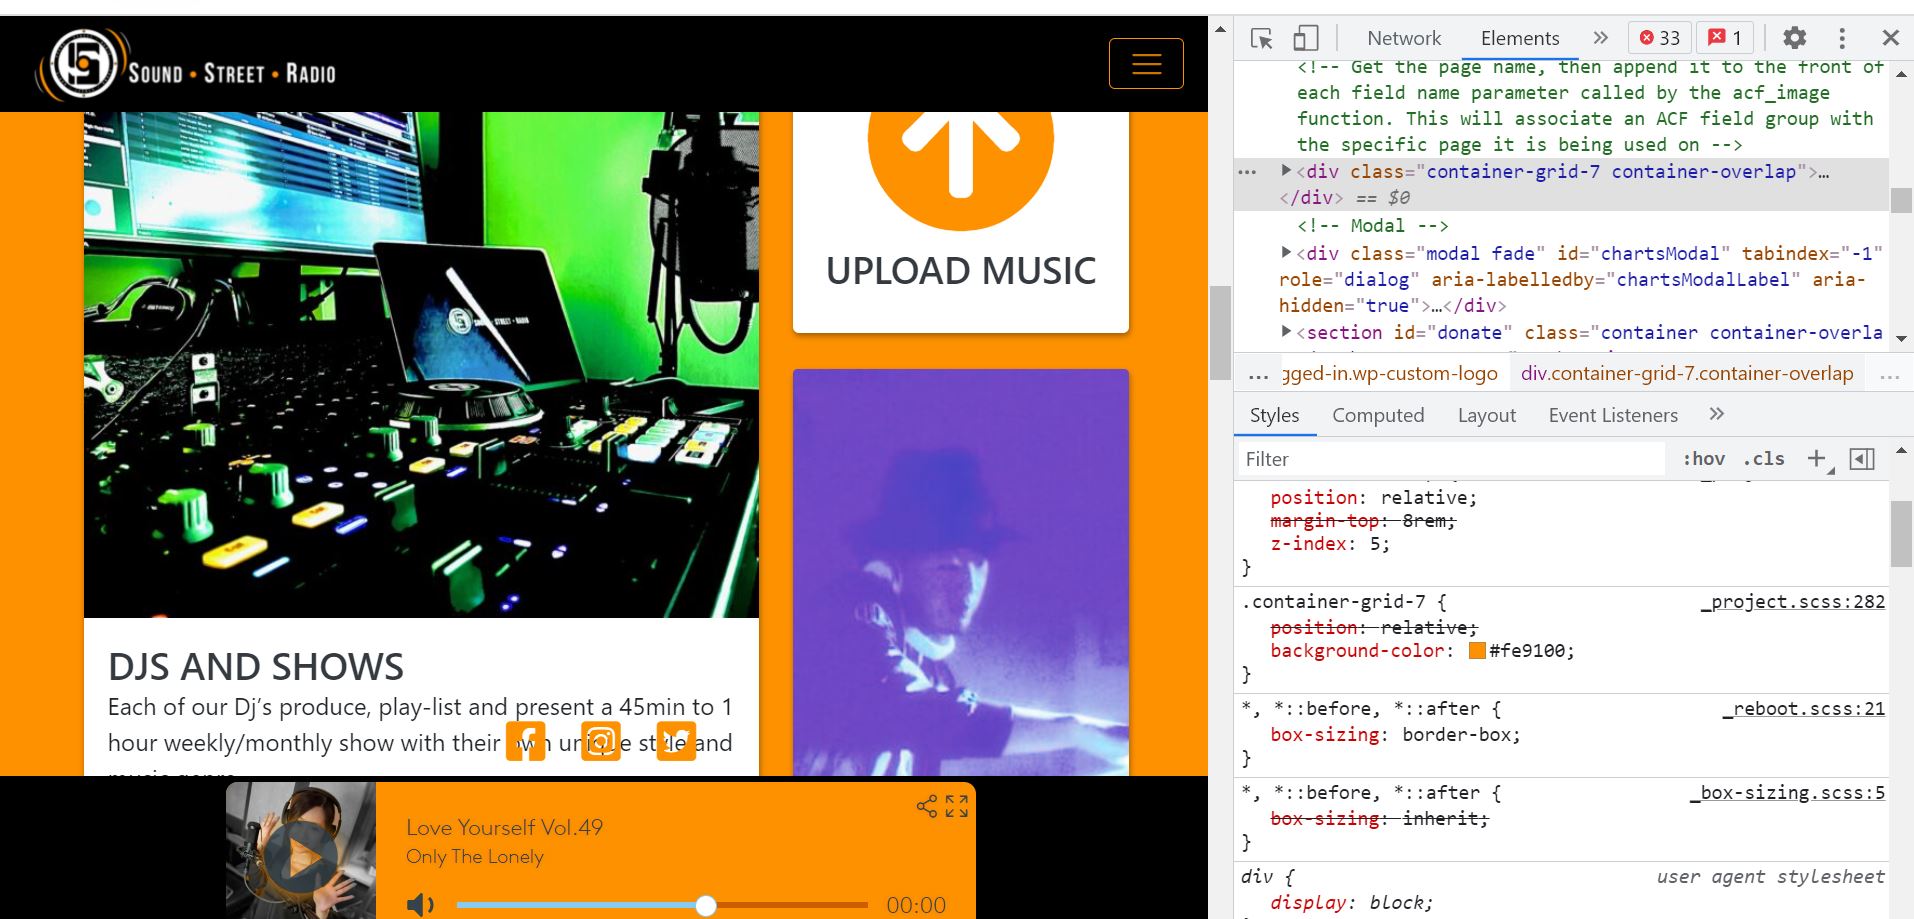 SOUND • STREET • RADIO
UPLOAD MUSIC
DJS AND SHOWS
Each of our Dj’s produce, play-list and present a 45min to 1
hour weekly/monthly show with their own unique style and
Love Yourself Vol.49
Only The Lonely
00:00
Network
Elements
33
1
<!-- Get the page name, then append it to the front of
each field name parameter called by the acf_image
function. This will associate an ACF field group with
the specific page it is being used on -->
<div class="container-grid-7 container-overlap">…
</div> == $0
<!-- Modal -->
<div class="modal fade" id="chartsModal" tabindex="-1"
role="dialog" aria-labelledby="chartsModalLabel" aria-
hidden="true">…</div>
<section id="donate" class="container container-overla
... gged-in.wp-custom-logo div.container-grid-7.container-overlap ...
Styles Computed Layout Event Listeners
Filter
:hov .cls
position: relative;
margin-top: 8rem;
z-index: 5;
}
.container-grid-7 { _project.scss:282
position: relative;
background-color: #fe9100;
}
*, *::before, *::after { _reboot.scss:21
box-sizing: border-box;
}
*, *::before, *::after { _box-sizing.scss:5
box-sizing: inherit;
}
div { user agent stylesheet
display: block;